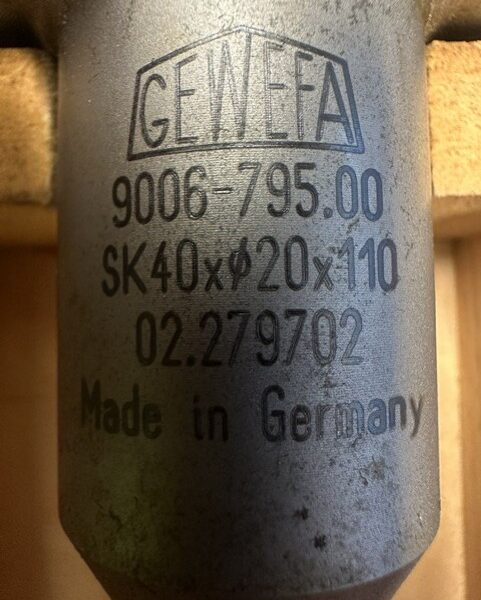 GEWEFA
9006-795.00
SK40xϕ20x110
02.279702
Made in Germany